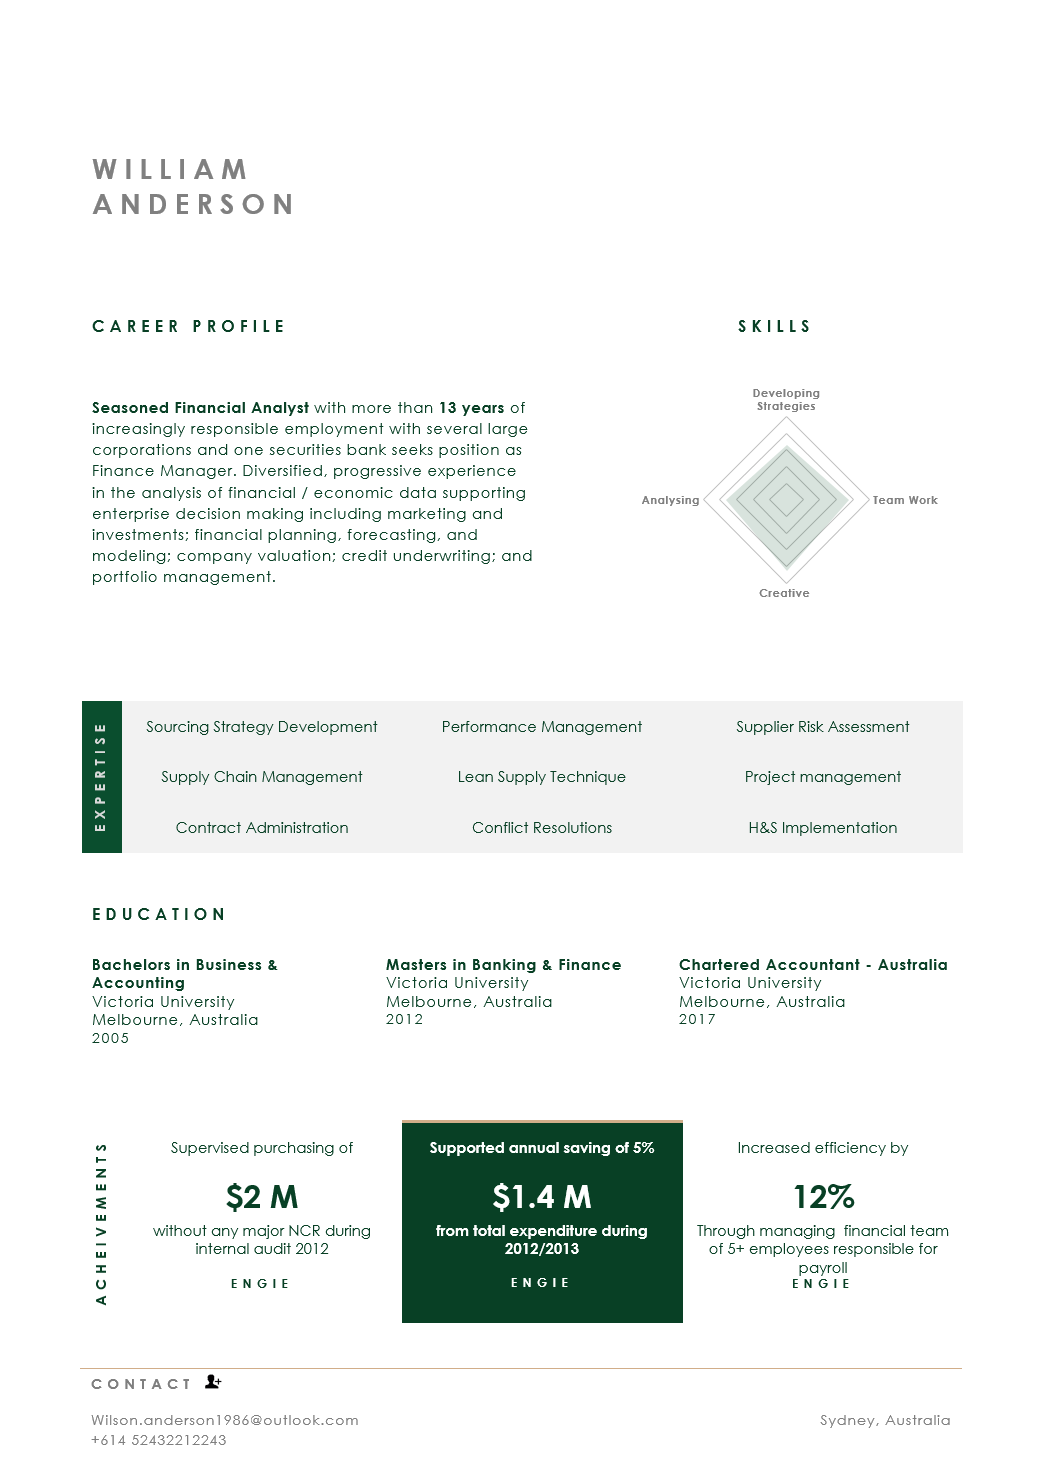 WILLIAM
ANDERSON
CAREER PROFILE
Seasoned Financial Analyst with more than 13 years of
increasingly responsible employment with several large
corporations and one securities bank seeks position as
Finance Manager. Diversified, progressive experience
in the analysis of financial / economic data supporting
enterprise decision making including marketing and
investments; financial planning, forecasting, and
modeling; company valuation; credit underwriting; and
portfolio management.
SKILLS
Developing
Strategies
Analysing
Team Work
Creative
EXPERTISE
Sourcing Strategy Development
Performance Management
Supplier Risk Assessment
Supply Chain Management
Lean Supply Technique
Project management
Contract Administration
Conflict Resolutions
H&S Implementation
EDUCATION
Bachelors in Business &
Accounting
Victoria University
Melbourne, Australia
2005
Masters in Banking & Finance
Victoria University
Melbourne, Australia
2012
Chartered Accountant - Australia
Victoria University
Melbourne, Australia
2017
ACHEIVEMENTS
Supervised purchasing of
$2 M
without any major NCR during
internal audit 2012
ENGIE
Supported annual saving of 5%
$1.4 M
from total expenditure during
2012/2013
ENGIE
Increased efficiency by
12%
Through managing  financial team
of 5+ employees responsible for
payroll
ENGIE
CONTACT
Wilson.anderson1986@outlook.com
+614 52432212243
Sydney, Australia